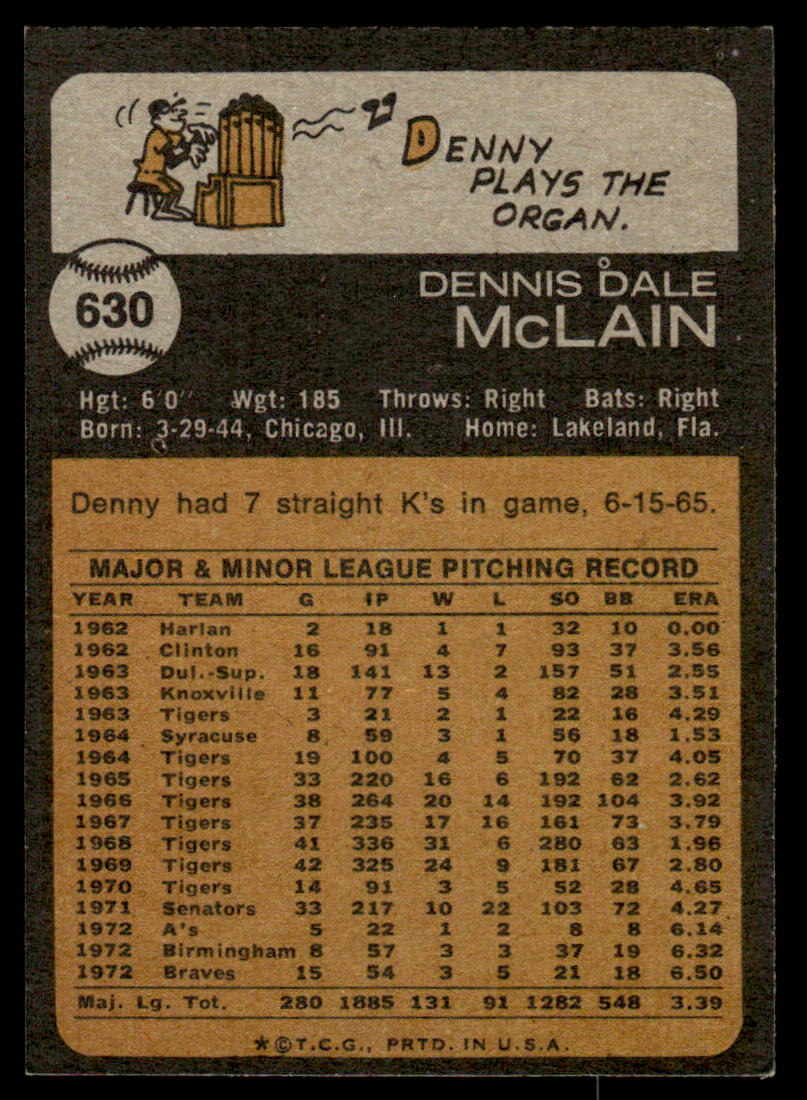 DENNY
PLAYS THE
ORGAN.
630
DENNIS DALE
McLAIN
Hgt: 6'0" Wgt: 185 Throws: Right Bats: Right
Born: 3-29-44, Chicago, Ill. Home: Lakeland, Fla.
Denny had 7 straight K's in game, 6-15-65.
MAJOR & MINOR LEAGUE PITCHING RECORD
YEAR TEAM G IP W L SO BB ERA
1962 Harlan 2 18 1 1 32 10 0.00
1962 Clinton 16 91 4 7 93 37 3.56
1963 Dul.-Sup. 18 141 13 2 157 51 2.55
1963 Knoxville 11 77 5 4 82 28 3.51
1963 Tigers 3 21 2 1 22 16 4.29
1964 Syracuse 8 59 3 1 56 18 1.53
1964 Tigers 19 100 4 5 70 37 4.05
1965 Tigers 33 220 16 6 192 62 2.62
1966 Tigers 38 264 20 14 192 104 3.92
1967 Tigers 37 235 17 16 161 73 3.79
1968 Tigers 41 336 31 6 280 63 1.96
1969 Tigers 42 325 24 9 181 67 2.80
1970 Tigers 14 91 3 5 52 28 4.65
1971 Senators 33 217 10 22 103 72 4.27
1972 A's 5 22 1 2 8 8 6.14
1972 Birmingham 8 57 3 3 37 19 6.32
1972 Braves 15 54 3 5 21 18 6.50
Maj. Lg. Tot. 280 1885 131 91 1282 548 3.39
*©T.C.G., PRTD. IN U.S.A.